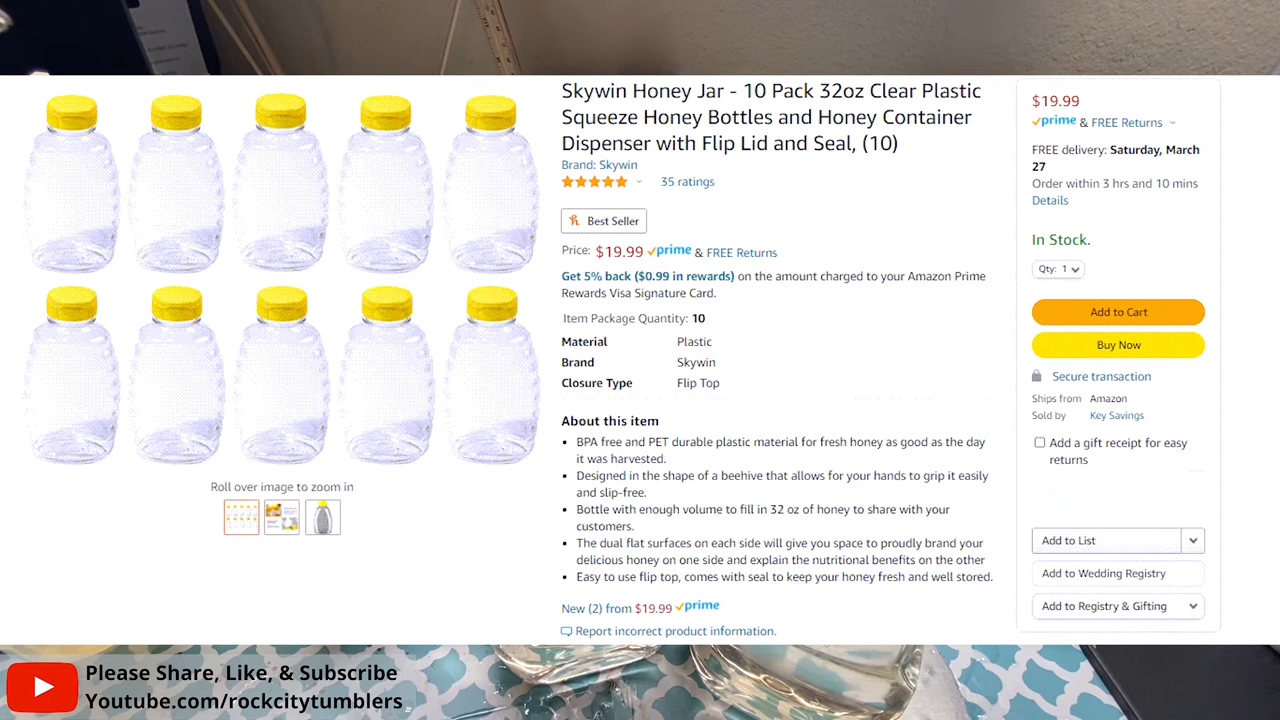 Skywin Honey Jar - 10 Pack 32oz Clear Plastic
Squeeze Honey Bottles and Honey Container
Dispenser with Flip Lid and Seal, (10)
Brand: Skywin
35 ratings
Best Seller
Price: $19.99 prime & FREE Returns
Get 5% back ($0.99 in rewards) on the amount charged to your Amazon Prime
Rewards Visa Signature Card.
Item Package Quantity: 10
Material Plastic
Brand Skywin
Closure Type Flip Top
About this item
BPA free and PET durable plastic material for fresh honey as good as the day
it was harvested.
Designed in the shape of a beehive that allows for your hands to grip it easily
and slip-free.
Bottle with enough volume to fill in 32 oz of honey to share with your
customers.
The dual flat surfaces on each side will give you space to proudly brand your
delicious honey on one side and explain the nutritional benefits on the other
Easy to use flip top, comes with seal to keep your honey fresh and well stored.
New (2) from $19.99 prime
Report incorrect product information.
Roll over image to zoom in
$19.99
prime & FREE Returns
FREE delivery: Saturday, March
27
Order within 3 hrs and 10 mins
Details
In Stock.
Qty: 1
Add to Cart
Buy Now
Secure transaction
Ships from Amazon
Sold by Key Savings
Add a gift receipt for easy
returns
Add to List
Add to Wedding Registry
Add to Registry & Gifting
Please Share, Like, & Subscribe
Youtube.com/rockcitytumblers